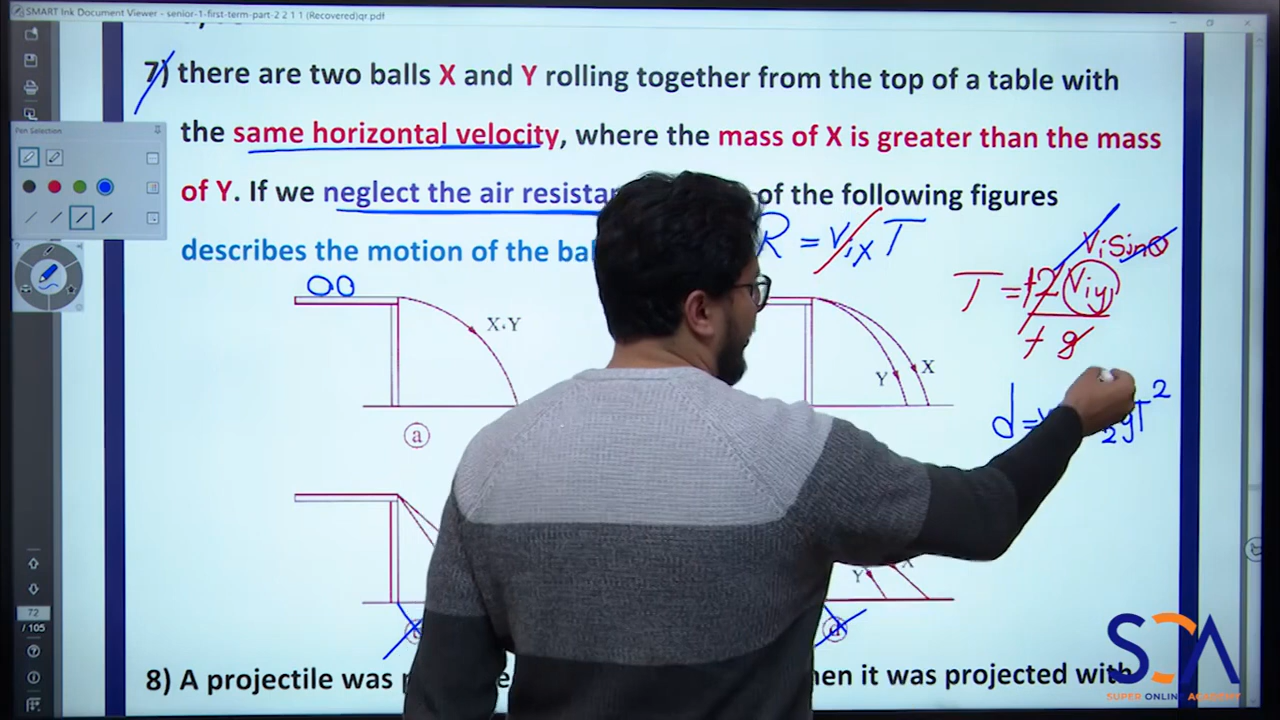 SMART Ink Document Viewer - senior-1-first-term-part-2 2 1 1 (Recovered)qr.pdf
7) there are two balls X and Y rolling together from the top of a table with
the same horizontal velocity, where the mass of X is greater than the mass
Pen Selection
of Y. If we neglect the air of the following figures
describes the motion of the
R = Vix T
Vi Sinθ
T = +2 Viy
+ g
X،Y
Y X
a
d = 2 g T 2
Y X
d
72
/ 105
8) A projectile was it was projected with
SOA
SUPER ONLINE ACADEMY